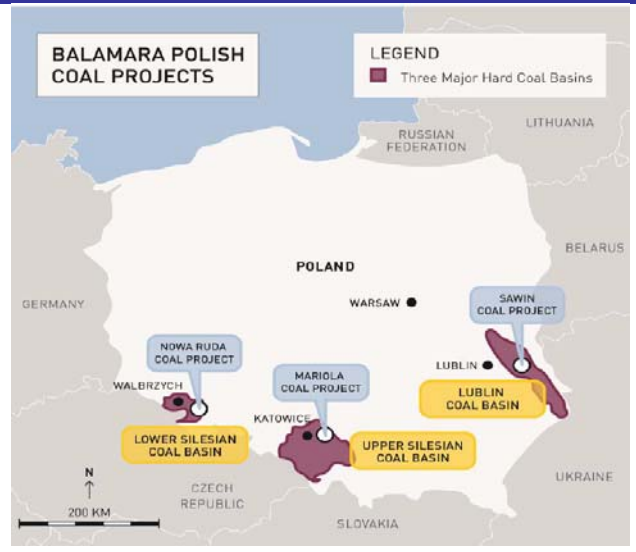 BALAMARA POLISH
COAL PROJECTS
LEGEND
Three Major Hard Coal Basins
LITHUANIA
RUSSIAN
FEDERATION
BELARUS
POLAND
GERMANY
WARSAW
SAWIN
COAL PROJECT
NOWA RUDA
COAL PROJECT
MARIOLA
COAL PROJECT
LUBLIN
WALBRZYCH
LUBLIN
COAL BASIN
KATOWICE
LOWER SILESIAN
COAL BASIN
UPPER SILESIAN
COAL BASIN
N
UKRAINE
CZECH
REPUBLIC
200 KM
SLOVAKIA